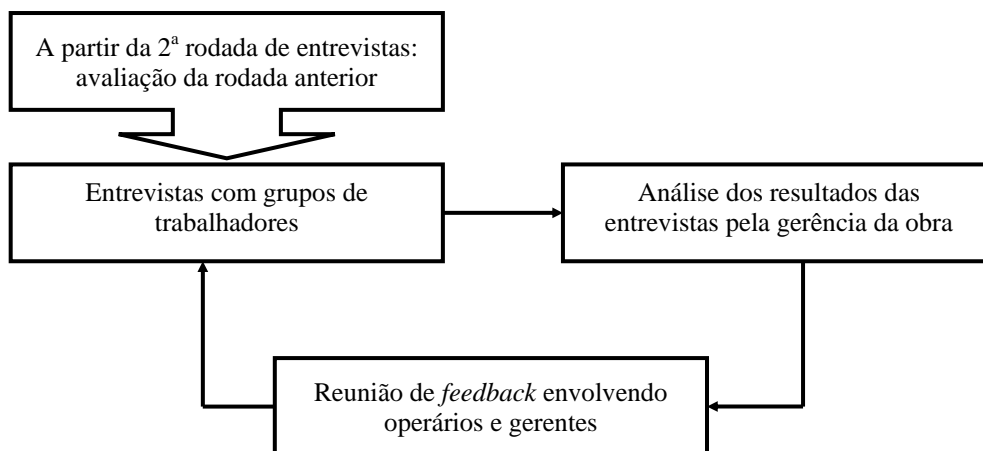 A partir da 2ª rodada de entrevistas:
avaliação da rodada anterior
Entrevistas com grupos de
trabalhadores
Análise dos resultados das
entrevistas pela gerência da obra
Reunião de feedback envolvendo
operários e gerentes